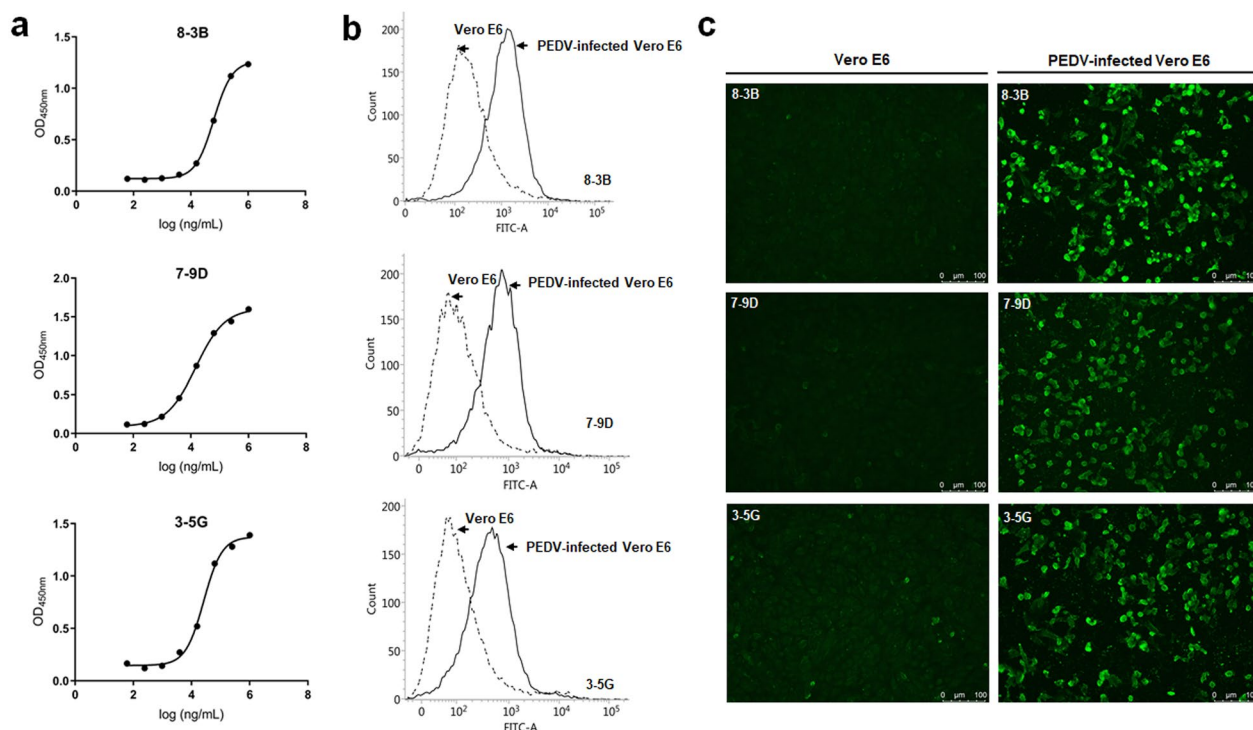 a
8-3B
1.5
1.0
0.5
0.0
OD450nm
0 2 4 6 8
log (ng/mL)
7-9D
2.0
1.5
1.0
0.5
0.0
OD450nm
0 2 4 6 8
log (ng/mL)
3-5G
1.5
1.0
0.5
0.0
OD450nm
0 2 4 6 8
log (ng/mL)
b
Vero E6
PEDV-infected Vero E6
200
150
100
50
0
Count
8-3B
0 10² 10³ 10⁴ 10⁵
FITC-A
Vero E6
PEDV-infected Vero E6
200
150
100
50
0
Count
7-9D
0 10² 10³ 10⁴ 10⁵
FITC-A
Vero E6
PEDV-infected Vero E6
200
150
100
50
0
Count
3-5G
0 10² 10³ 10⁴ 10⁵
FITC-A
c
Vero E6 PEDV-infected Vero E6
8-3B 8-3B
0 µm 100 0 µm 10
7-9D 7-9D
0 µm 100 0 µm 10
3-5G 3-5G
0 µm 100 0 µm 10